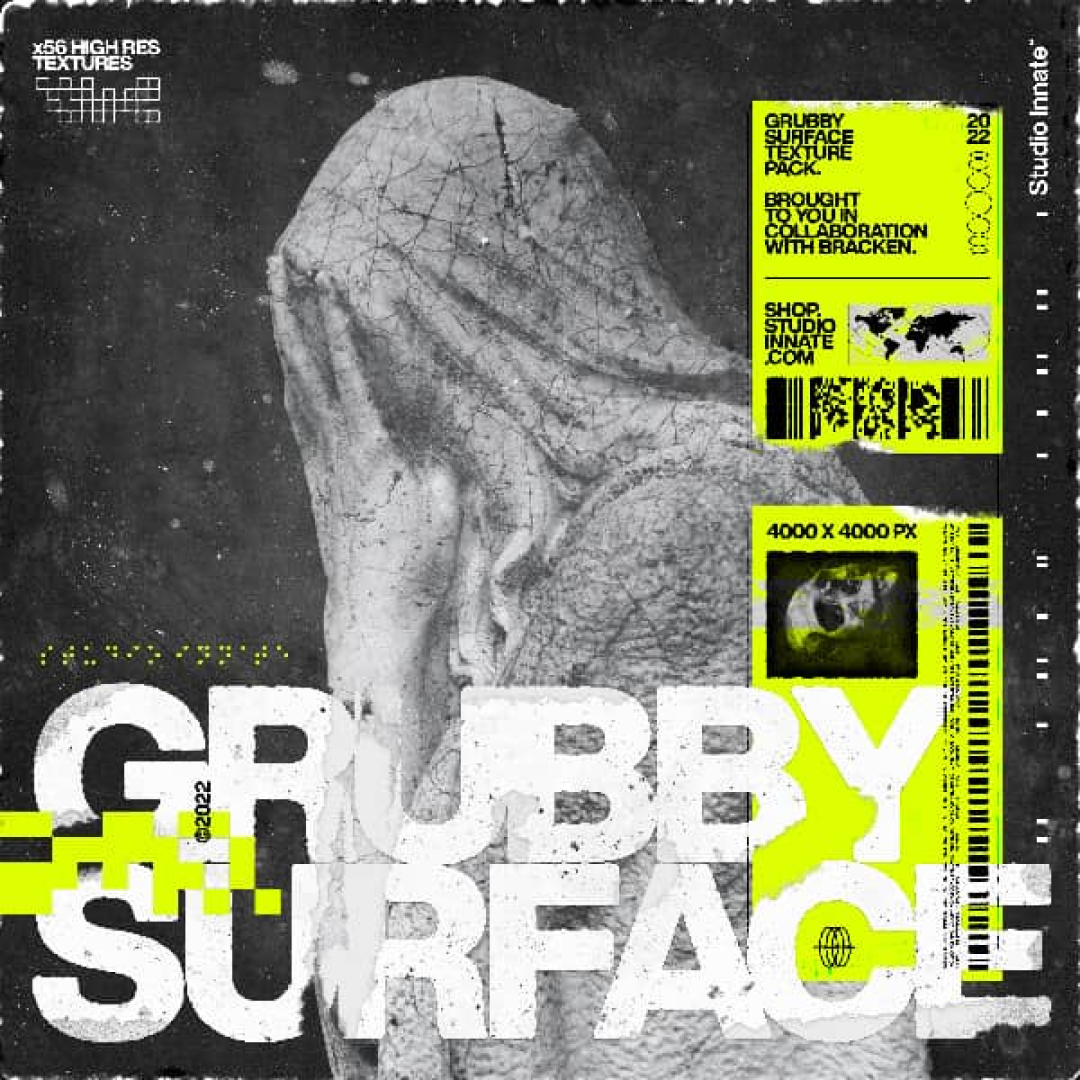 x56 HIGH RES
TEXTURES
Studio Innate
GRUBBY
SURFACE
TEXTURE
PACK.
20
22
BROUGHT
TO YOU IN
COLLABORATION
WITH BRACKEN.
SHOP.
STUDIO
INNATE
.COM
4000 X 4000 PX
GRUBBY
©2022
SURFACE